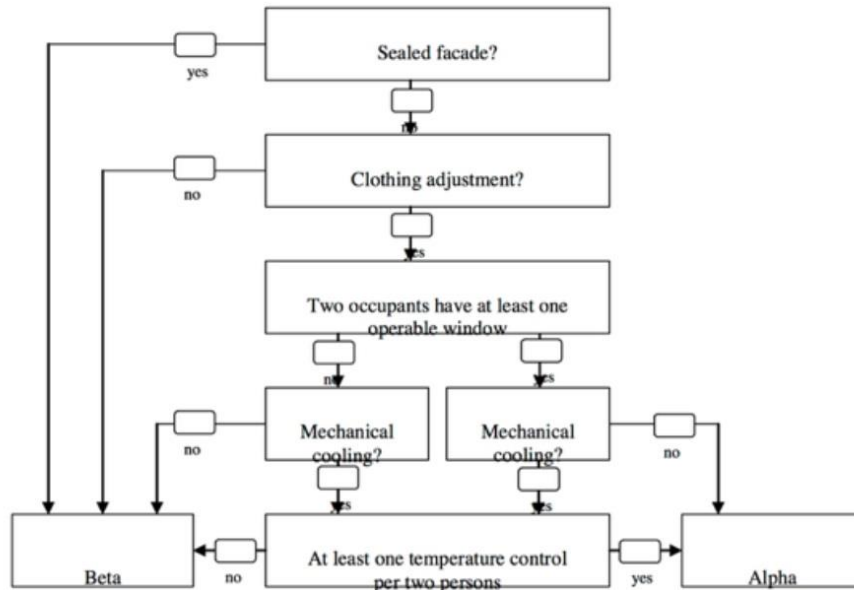 Sealed facade?
yes
no
Clothing adjustment?
no
yes
Two occupants have at least one
operable window
no
yes
Mechanical
cooling?
Mechanical
cooling?
no
no
yes
yes
At least one temperature control
per two persons
Beta
no
yes
Alpha